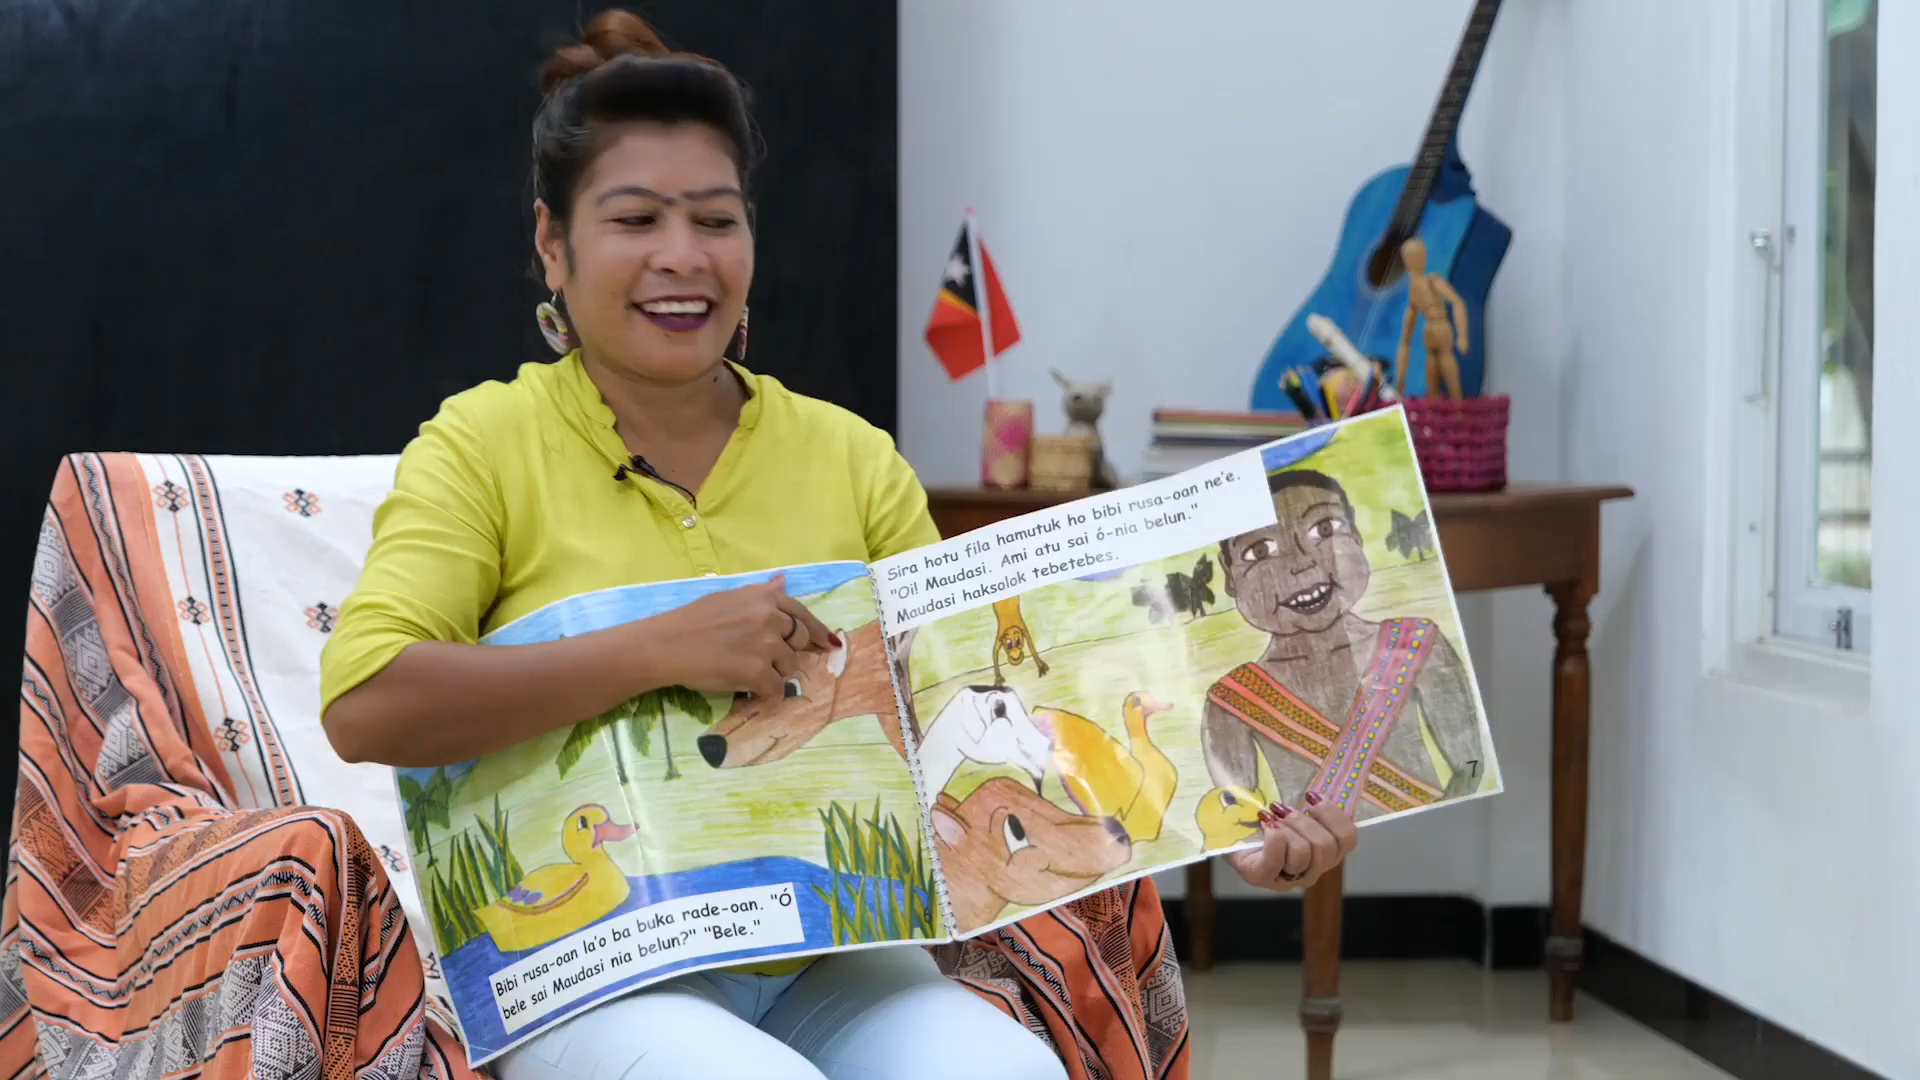 Bibi rusa-oan la'o ba buka rade-oan. "Ó
bele sai Maudasi nia belun?" "Bele."
6
Sira hotu fila hamutuk ho bibi rusa-oan ne'e.
"Oi! Maudasi. Ami atu sai ó-nia belun."
Maudasi haksolok tebetebes.
7